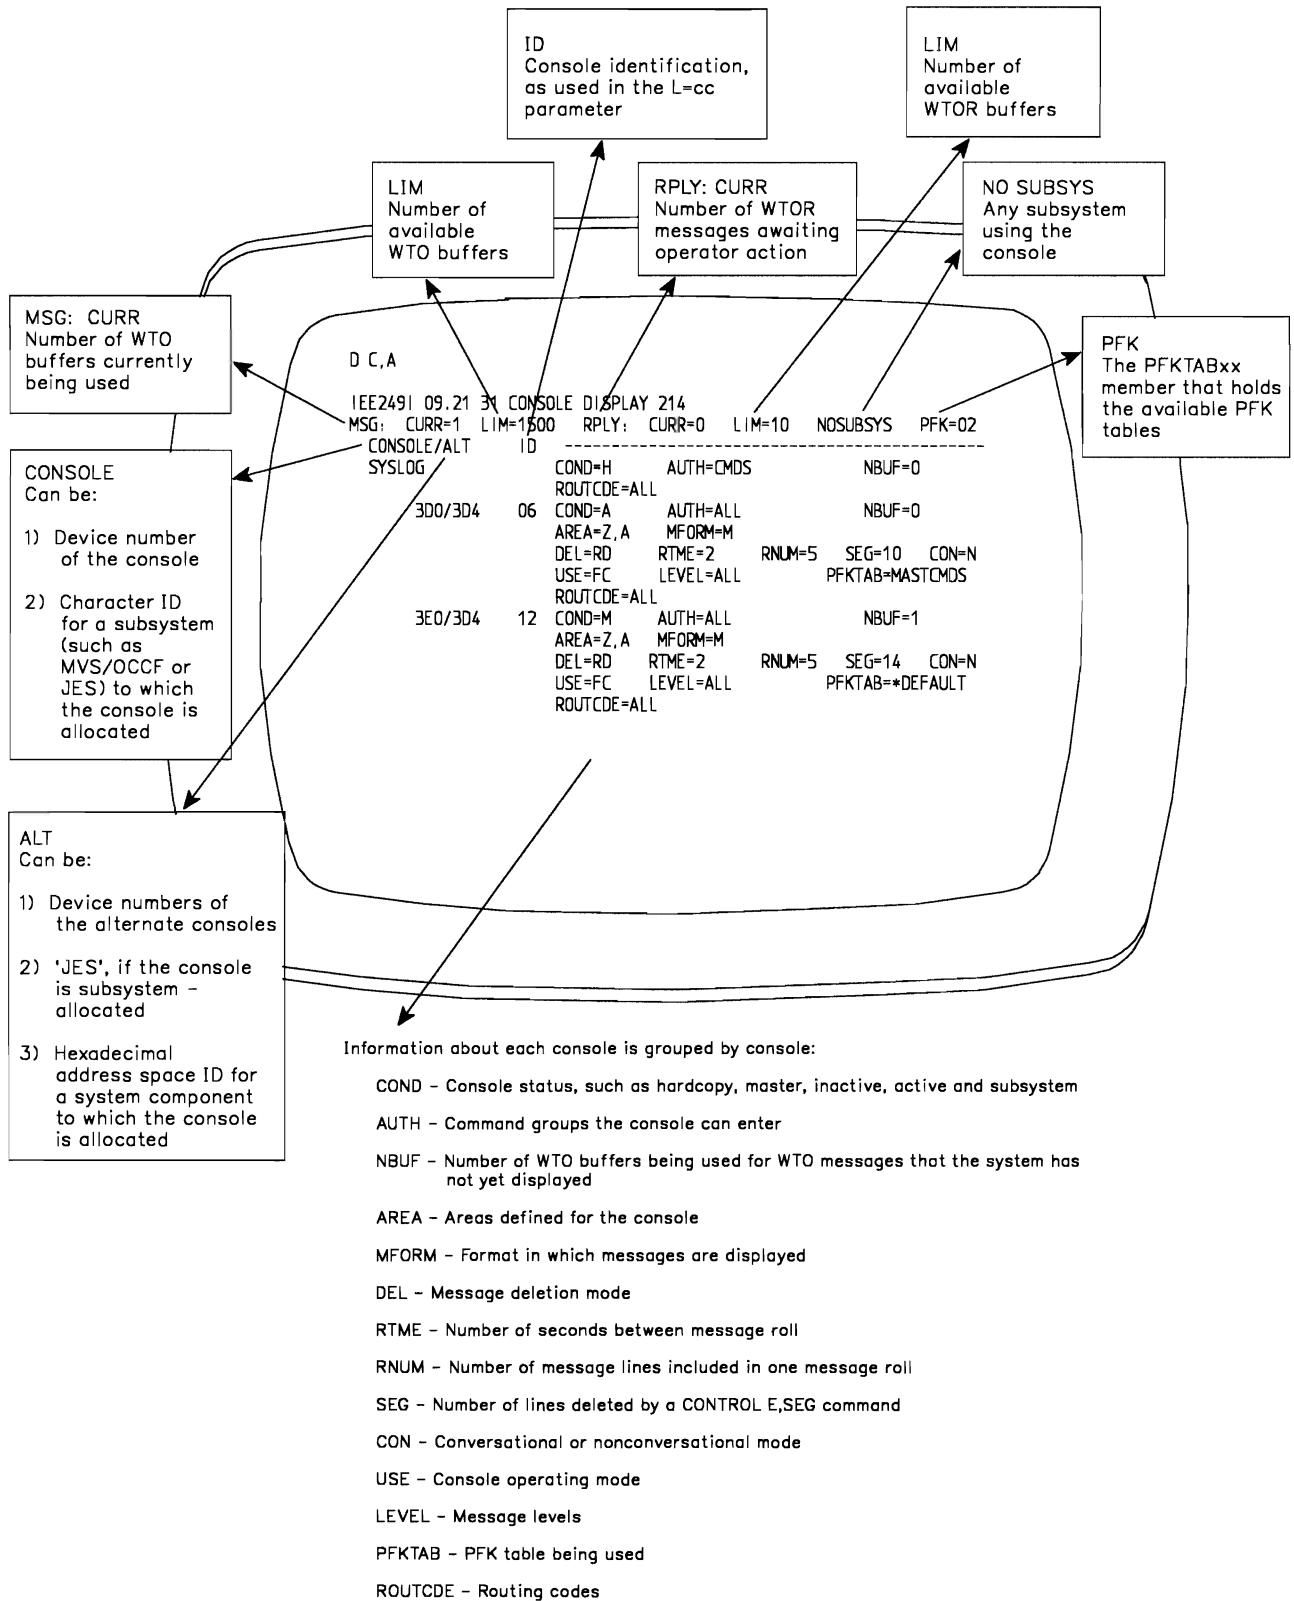 ID
Console identification,
as used in the L=cc
parameter
LIM
Number of
available
WTOR buffers
LIM
Number of
available
WTO buffers
RPLY: CURR
Number of WTOR
messages awaiting
operator action
NO SUBSYS
Any subsystem
using the
console
MSG: CURR
Number of WTO
buffers currently
being used
PFK
The PFKTABxx
member that holds
the available PFK
tables
D C,A
IEE249I 09.21 31 CONSOLE DISPLAY 214
MSG: CURR=1 LIM=1500 RPLY: CURR=0 LIM=10 NOSUBSYS PFK=02
CONSOLE/ALT ID ----------------------------------------------
SYSLOG COND=H AUTH=CMDS NBUF=0
ROUTCDE=ALL
3D0/3D4 06 COND=A AUTH=ALL NBUF=0
AREA=Z,A MFORM=M
DEL=RD RTME=2 RNUM=5 SEG=10 CON=N
USE=FC LEVEL=ALL PFKTAB=MASTCMDS
ROUTCDE=ALL
3E0/3D4 12 COND=M AUTH=ALL NBUF=1
AREA=Z,A MFORM=M
DEL=RD RTME=2 RNUM=5 SEG=14 CON=N
USE=FC LEVEL=ALL PFKTAB=*DEFAULT
ROUTCDE=ALL
CONSOLE
Can be:
1) Device number
of the console
2) Character ID
for a subsystem
(such as
MVS/OCCF or
JES) to which
the console is
allocated
ALT
Can be:
1) Device numbers of
the alternate consoles
2) 'JES', if the console
is subsystem -
allocated
3) Hexadecimal
address space ID for
a system component
to which the console
is allocated
Information about each console is grouped by console:
COND - Console status, such as hardcopy, master, inactive, active and subsystem
AUTH - Command groups the console can enter
NBUF - Number of WTO buffers being used for WTO messages that the system has
not yet displayed
AREA - Areas defined for the console
MFORM - Format in which messages are displayed
DEL - Message deletion mode
RTME - Number of seconds between message roll
RNUM - Number of message lines included in one message roll
SEG - Number of lines deleted by a CONTROL E,SEG command
CON - Conversational or nonconversational mode
USE - Console operating mode
LEVEL - Message levels
PFKTAB - PFK table being used
ROUTCDE - Routing codes